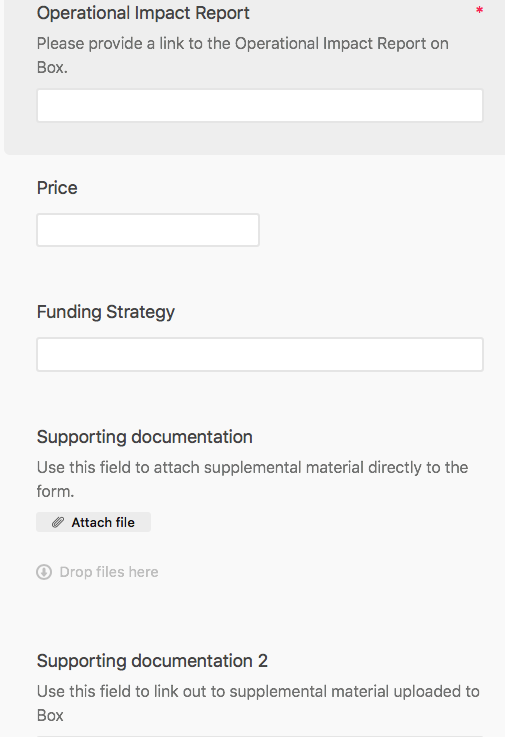 Operational Impact Report *
Please provide a link to the Operational Impact Report on
Box.
Price
Funding Strategy
Supporting documentation
Use this field to attach supplemental material directly to the
form.
Attach file
Drop files here
Supporting documentation 2
Use this field to link out to supplemental material uploaded to
Box